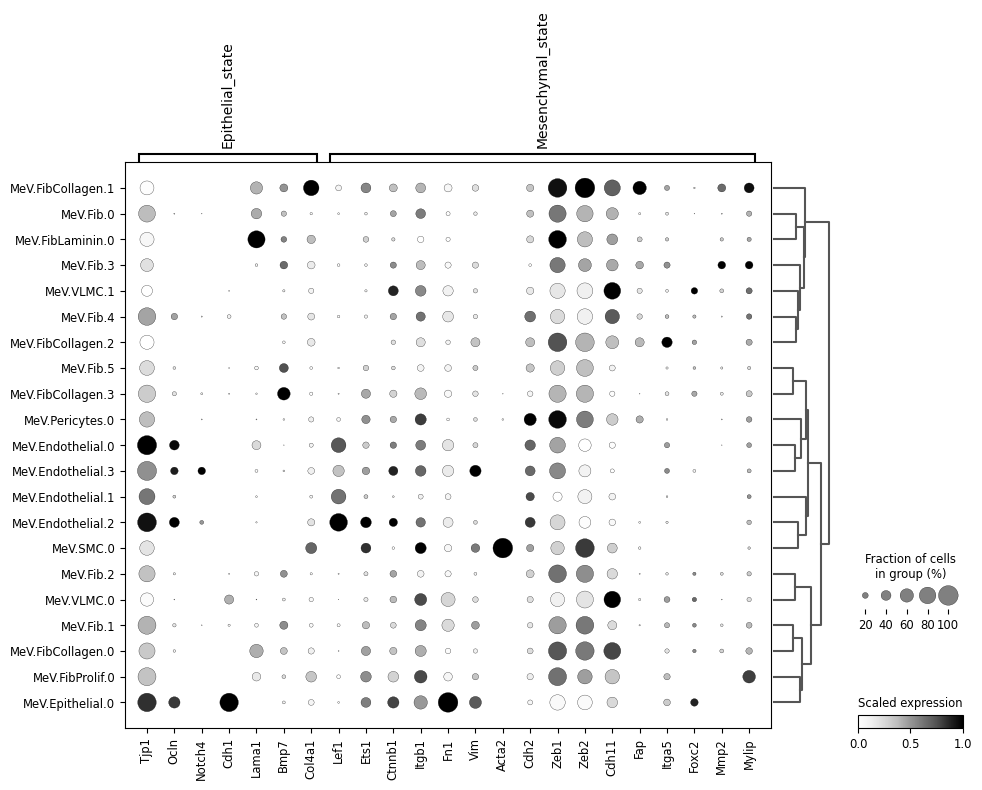 Epithelial_state
Mesenchymal_state
MeV.FibCollagen.1
MeV.Fib.0
MeV.FibLaminin.0
MeV.Fib.3
MeV.VLMC.1
MeV.Fib.4
MeV.FibCollagen.2
MeV.Fib.5
MeV.FibCollagen.3
MeV.Pericytes.0
MeV.Endothelial.0
MeV.Endothelial.3
MeV.Endothelial.1
MeV.Endothelial.2
MeV.SMC.0
MeV.Fib.2
MeV.VLMC.0
MeV.Fib.1
MeV.FibCollagen.0
MeV.FibProlif.0
MeV.Epithelial.0
Tjp1
Ocln
Notch4
Cdh1
Lama1
Bmp7
Col4a1
Lef1
Ets1
Ctnnb1
Itgb1
Fn1
Vim
Acta2
Cdh2
Zeb1
Zeb2
Cdh11
Fap
Itga5
Foxc2
Mmp2
Mylip
Fraction of cells
in group (%)
20 40 60 80 100
Scaled expression
0.0 0.5 1.0